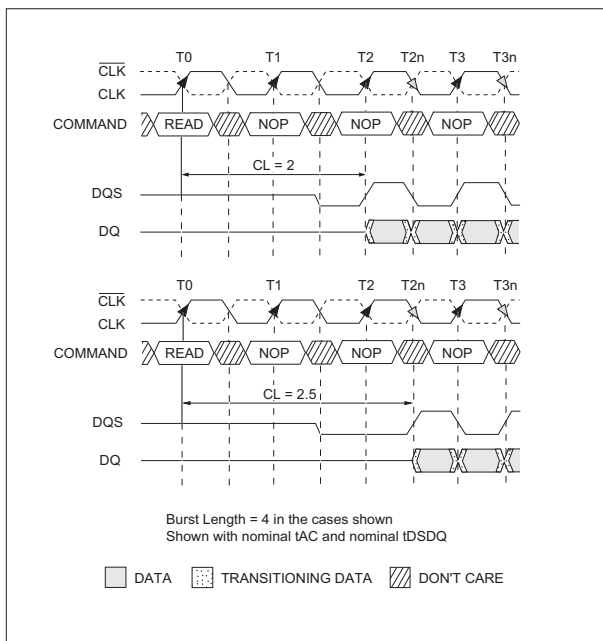 T0 T1 T2 T2n T3 T3n
CLK
CLK
COMMAND READ NOP NOP NOP
CL = 2
DQS
DQ
T0 T1 T2 T2n T3 T3n
CLK
CLK
COMMAND READ NOP NOP NOP
CL = 2.5
DQS
DQ
Burst Length = 4 in the cases shown
Shown with nominal tAC and nominal tDSDQ
DATA TRANSITIONING DATA DON'T CARE